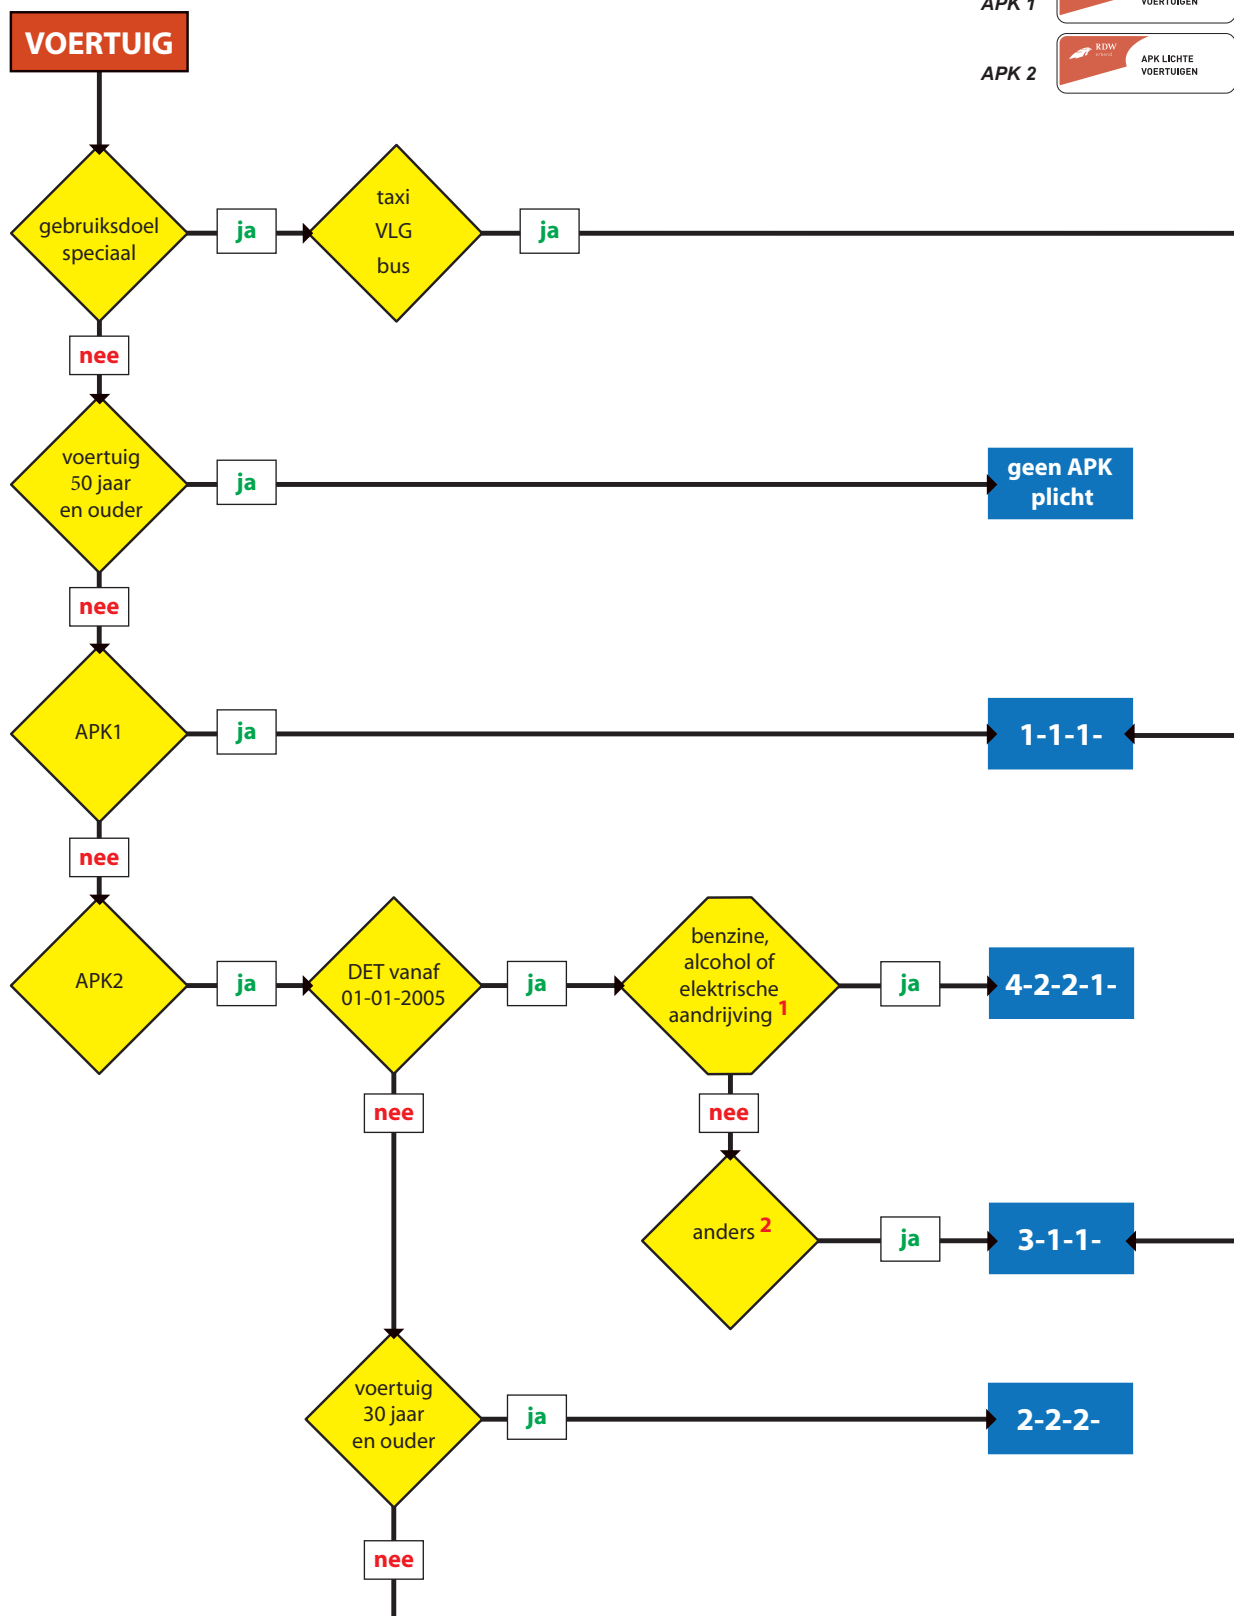 APK 1
VOERTUIGEN
VOERTUIG
RDW
APK 2
APK LICHTE
VOERTUIGEN
gebruiksdoel
speciaal
ja
taxi
VLG
bus
ja
nee
voertuig
50 jaar
en ouder
ja
geen APK
plicht
nee
APK1
ja
1-1-1-
nee
APK2
ja
DET vanaf
01-01-2005
ja
benzine,
alcohol of
elektrische
aandrijving 1
ja
4-2-2-1-
nee
nee
anders 2
ja
3-1-1-
voertuig
30 jaar
en ouder
ja
2-2-2-
nee